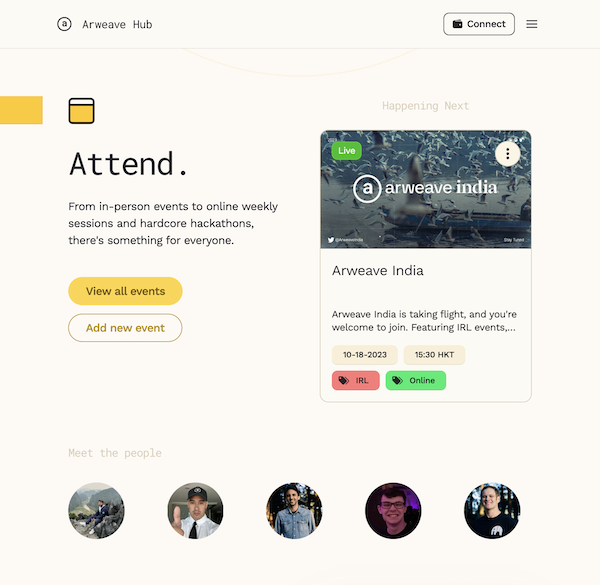 Arweave Hub
Connect
Attend.
From in-person events to online weekly
sessions and hardcore hackathons,
there's something for everyone.
View all events
Add new event
Happening Next
Live
a arweave india
@ArweaveIndia
Stay Tuned
Arweave India
Arweave India is taking flight, and you're
welcome to join. Featuring IRL events,...
10-18-2023
15:30 HKT
IRL
Online
Meet the people